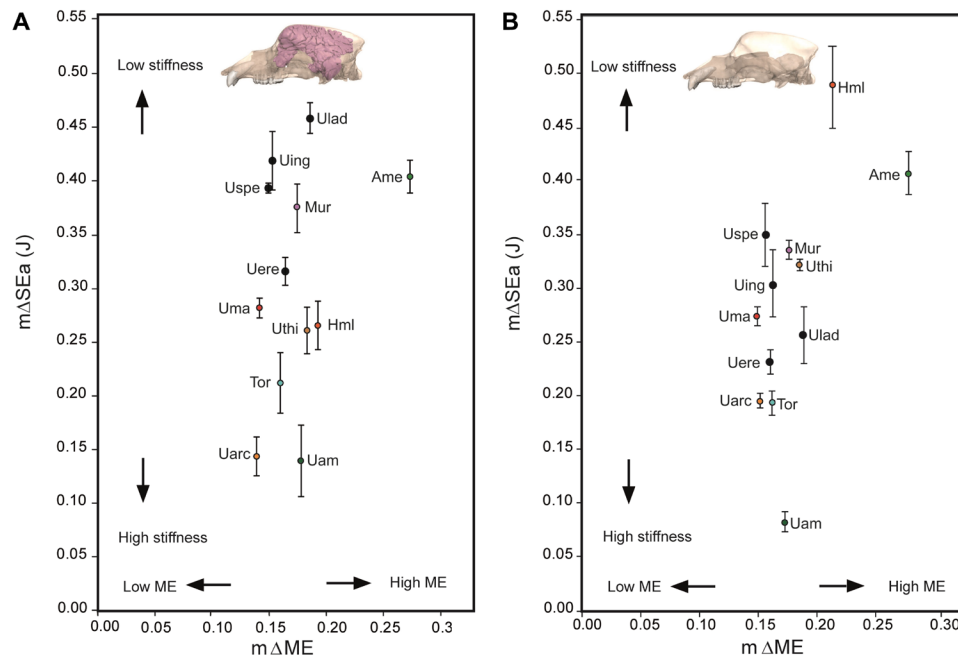 A
0.55
0.50
0.45
0.40
0.35
0.30
0.25
0.20
0.15
0.10
0.05
0.00
m∆SEa (J)
Low stiffness
Ulad
Uing
Uspe
Ame
Mur
Uere
Uma
Uthi
Hml
Tor
Uarc
Uam
High stiffness
Low ME
High ME
0.00
0.05
0.10
0.15
0.20
0.25
0.3
m ∆ME
B
0.55
0.50
0.45
0.40
0.35
0.30
0.25
0.20
0.15
0.10
0.05
0.00
m∆SEa (J)
Low stiffness
Hml
Ame
Uspe
Mur
Uthi
Uing
Uma
Ulad
Uere
Uarc
Tor
Uam
High stiffness
Low ME
High ME
0.00
0.05
0.10
0.15
0.20
0.25
0.30
m ∆ME